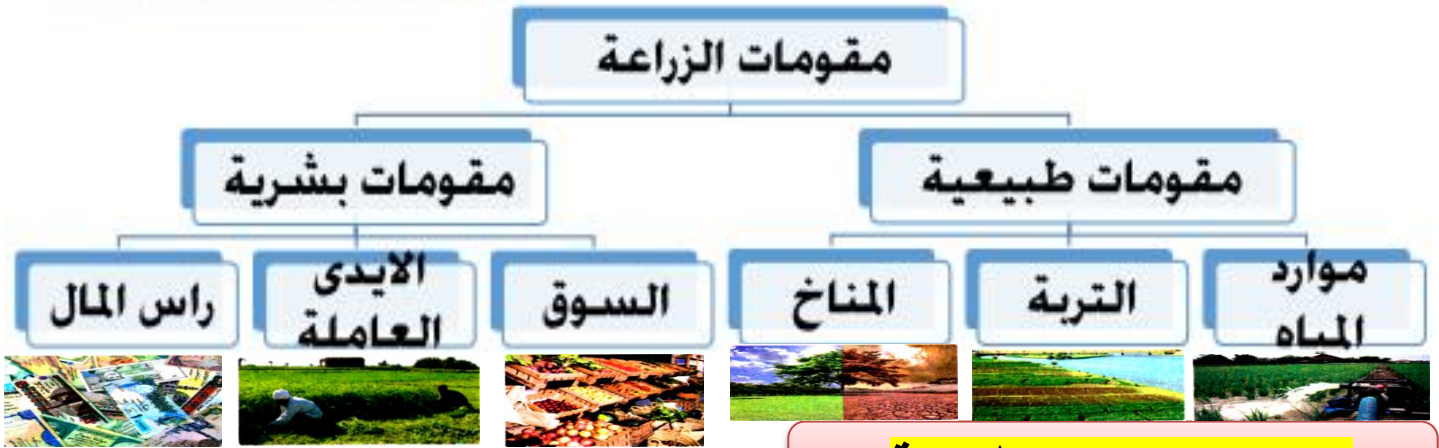 مقومات الزراعة
مقومات طبيعية
مقومات بشرية
موارد
المياه
التربة
المناخ
السوق
الايدى
العاملة
راس المال